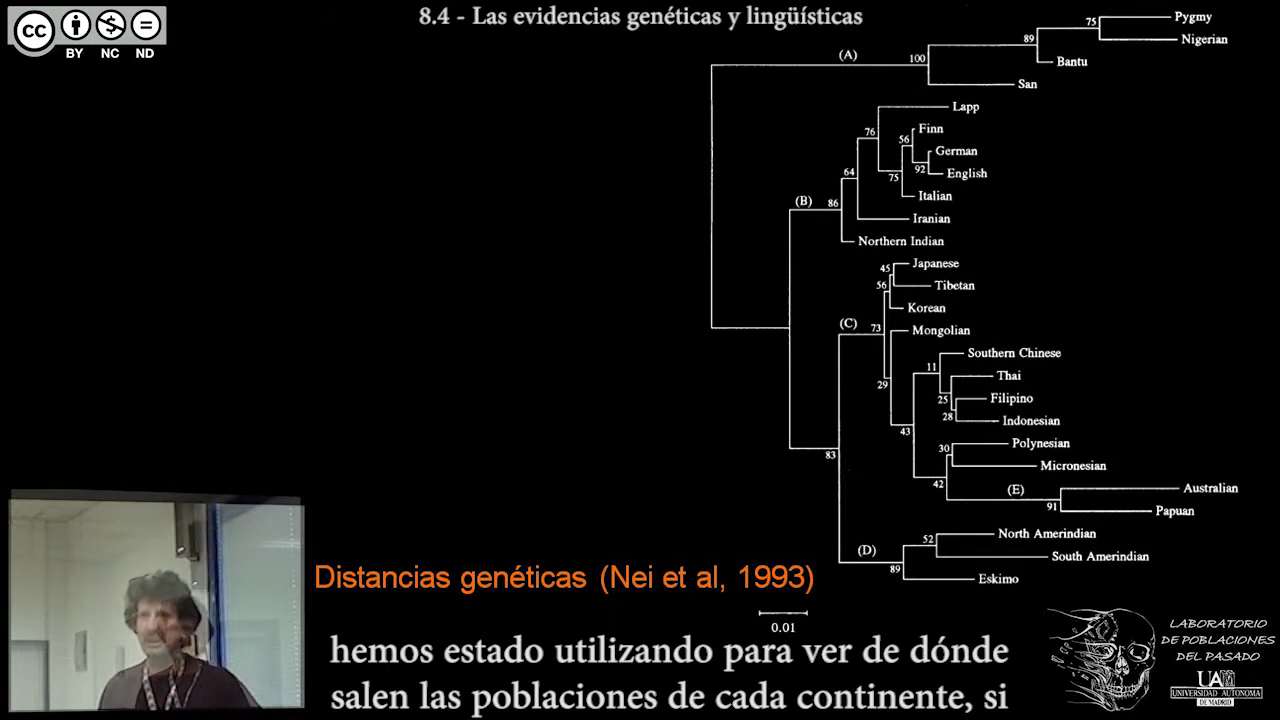 cc
BY NC ND
8.4 - Las evidencias genéticas y lingüísticas
75
Pygmy
89
Nigerian
(A)
100
Bantu
San
Lapp
76
Finn
56
German
92
English
64
75
Italian
(B)
86
Iranian
Northern Indian
45
Japanese
56
Tibetan
Korean
(C)
73
Mongolian
Southern Chinese
11
Thai
29
25
Filipino
28
Indonesian
43
30
Polynesian
Micronesian
83
42
(E)
Australian
91
Papuan
52
North Amerindian
(D)
South Amerindian
89
Eskimo
Distancias genéticas (Nei et al, 1993)
0.01
hemos estado utilizando para ver de dónde
salen las poblaciones de cada continente, si
LABORATORIO
DE POBLACIONES
DEL PASADO
UAM
UNIVERSIDAD AUTONOMA
DE MADRID